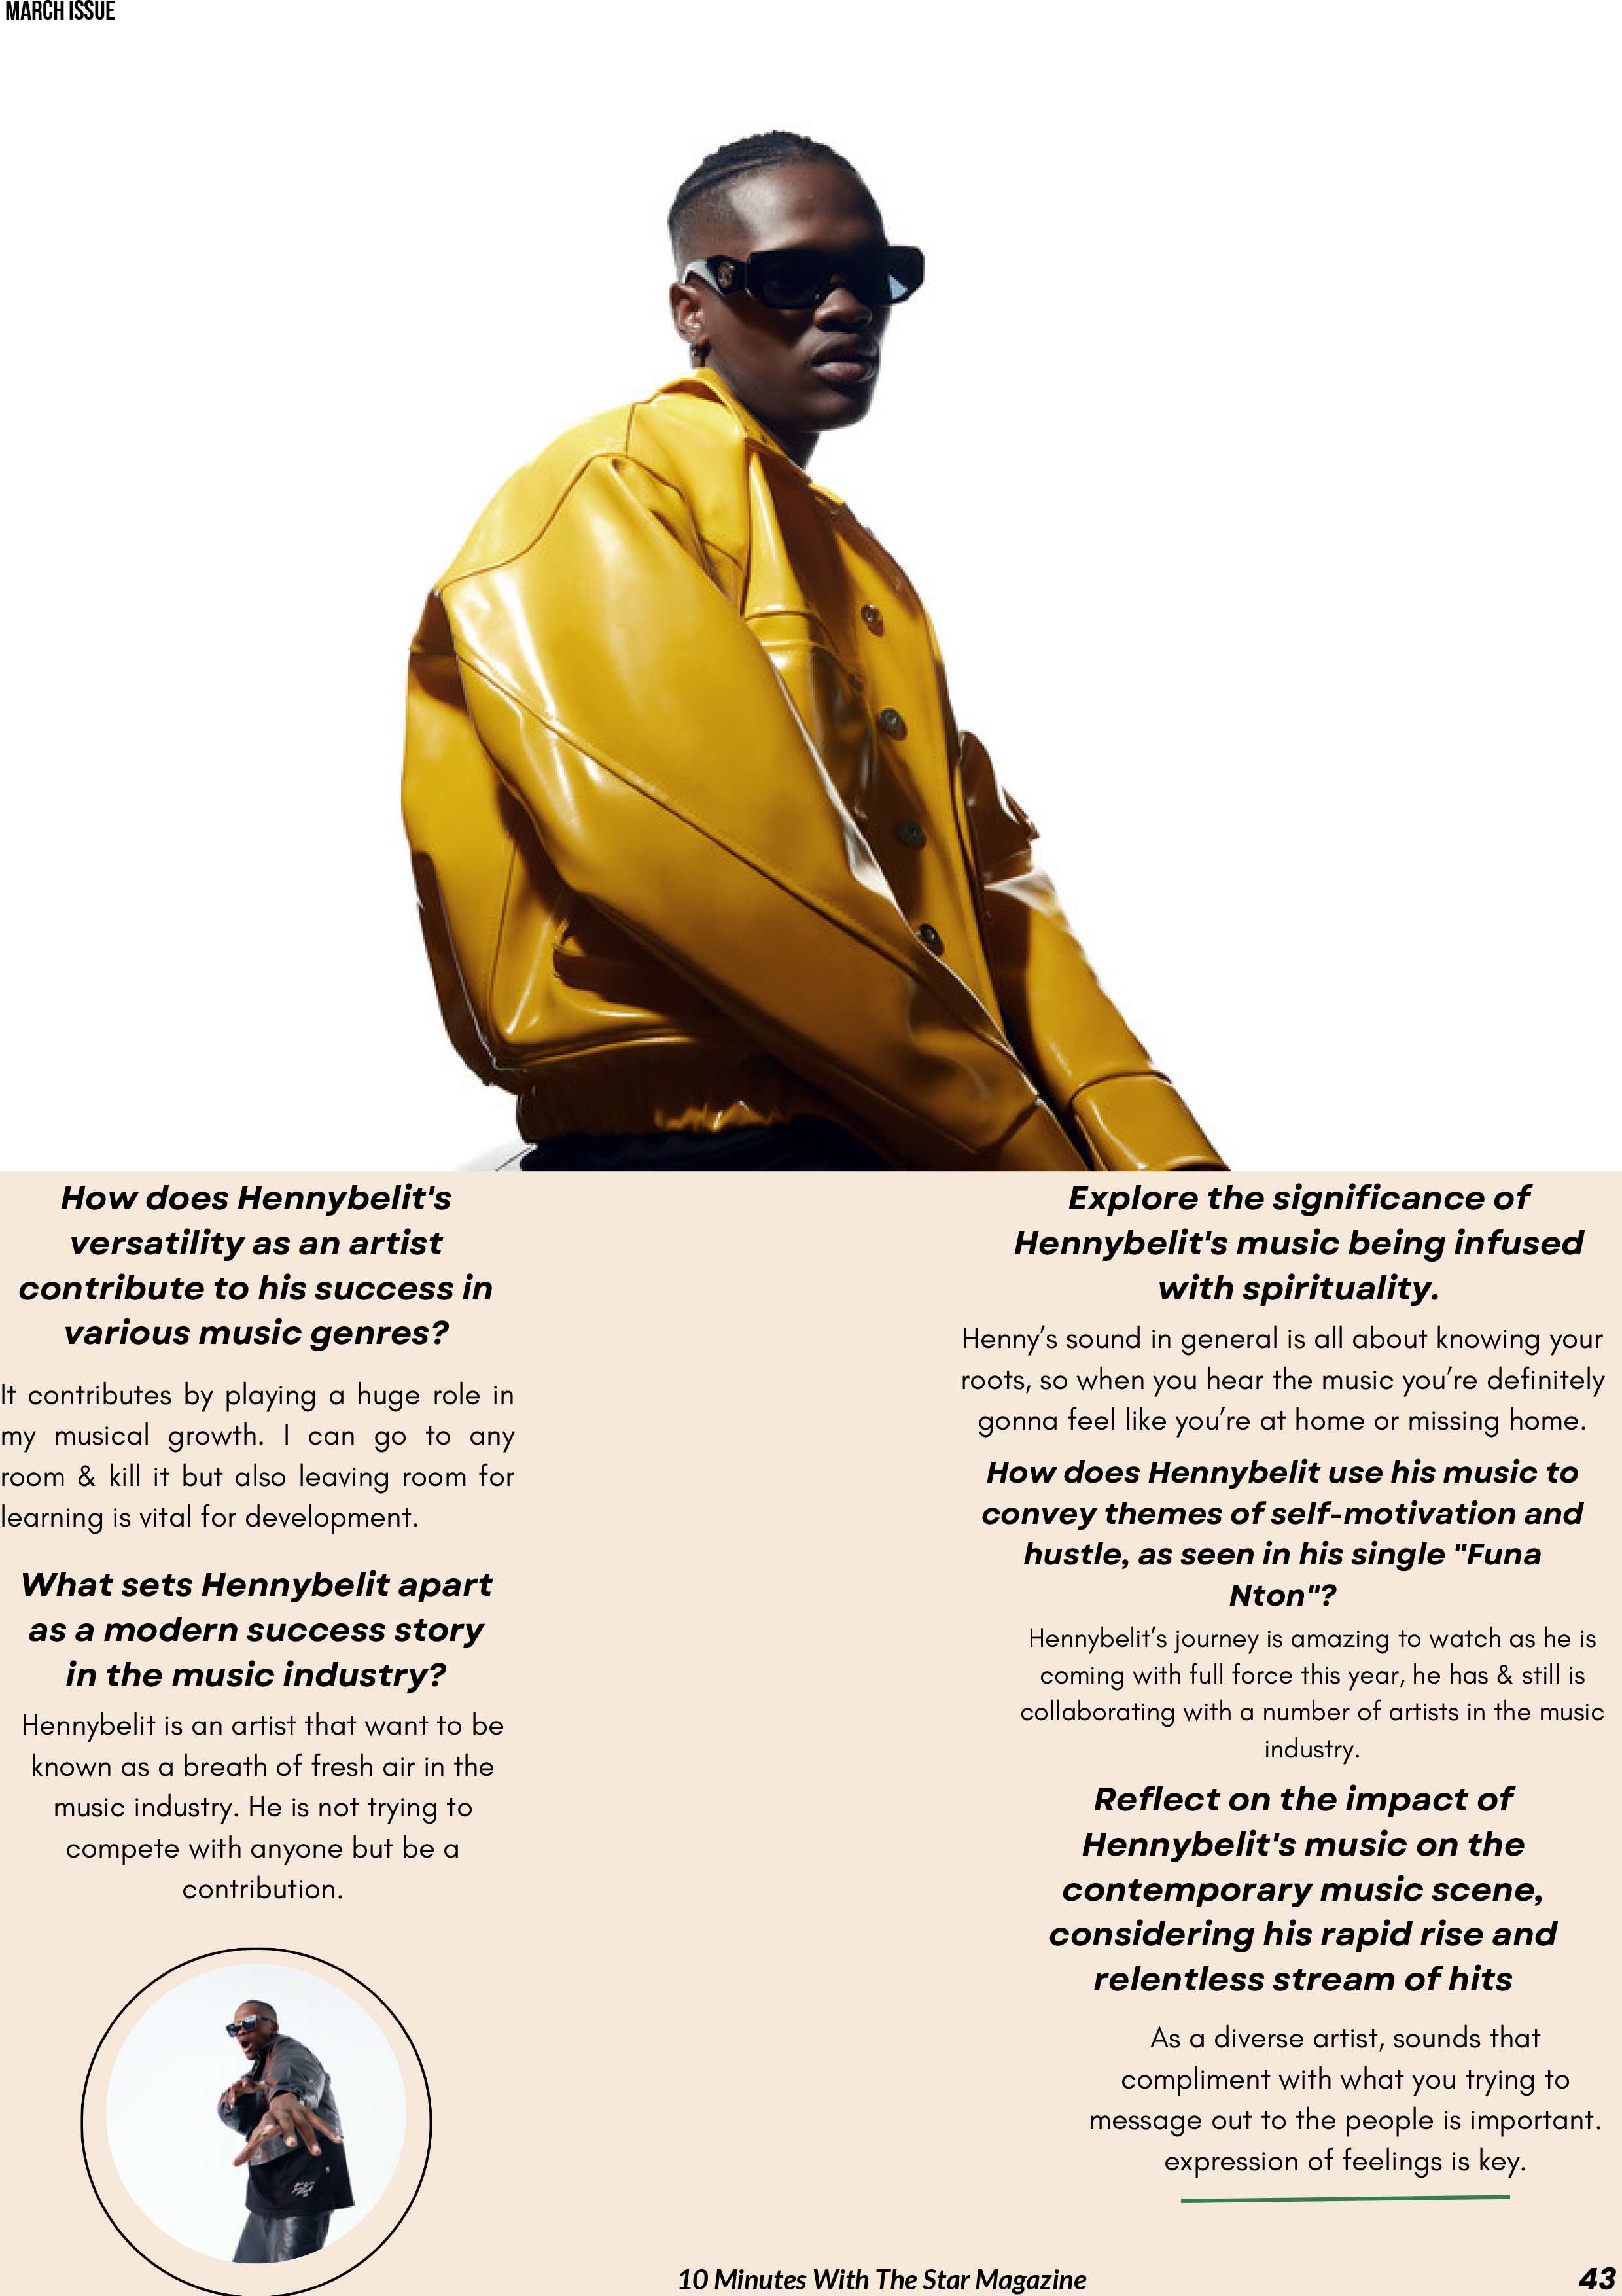 MARCH ISSUE
How does Hennybelit's
versatility as an artist
contribute to his success in
various music genres?
It contributes by playing a huge role in
my musical growth. I can go to any
room & kill it but also leaving room for
learning is vital for development.
What sets Hennybelit apart
as a modern success story
in the music industry?
Hennybelit is an artist that want to be
known as a breath of fresh air in the
music industry. He is not trying to
compete with anyone but be a
contribution.
Explore the significance of
Hennybelit's music being infused
with spirituality.
Henny’s sound in general is all about knowing your
roots, so when you hear the music you’re definitely
gonna feel like you’re at home or missing home.
How does Hennybelit use his music to
convey themes of self-motivation and
hustle, as seen in his single "Funa
Nton"?
Hennybelit’s journey is amazing to watch as he is
coming with full force this year, he has & still is
collaborating with a number of artists in the music
industry.
Reflect on the impact of
Hennybelit's music on the
contemporary music scene,
considering his rapid rise and
relentless stream of hits
As a diverse artist, sounds that
compliment with what you trying to
message out to the people is important.
expression of feelings is key.
10 Minutes With The Star Magazine
43